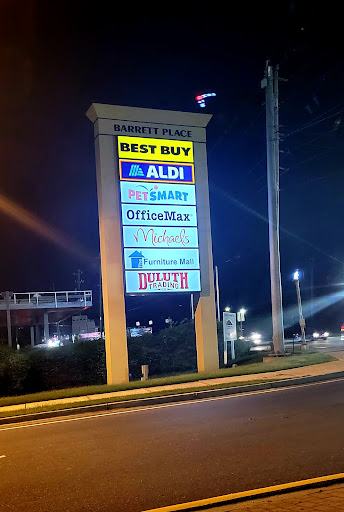 BARRETT PLACE
BEST BUY
ALDI
PETSMART
OfficeMax
Michaels
Furniture Mall
DULUTH
TRADING